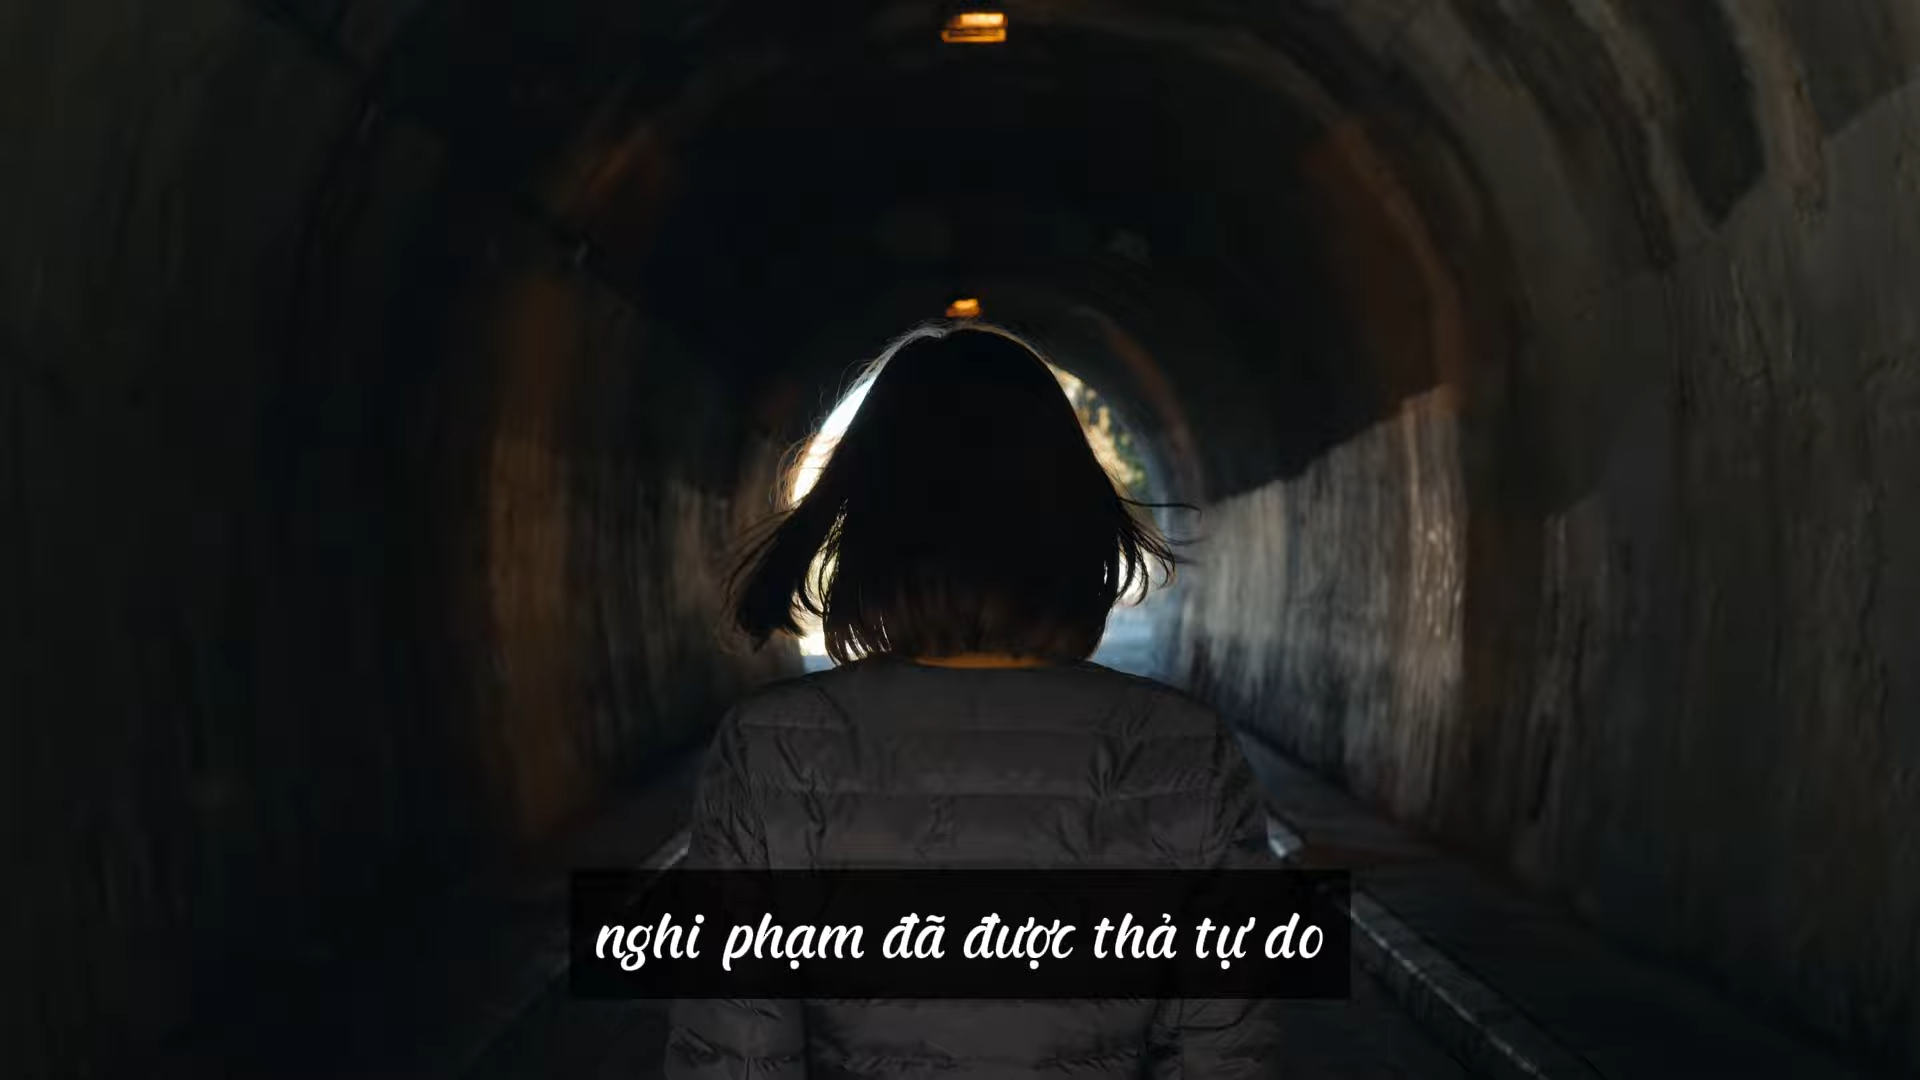 nghi phạm đã được thả tự do